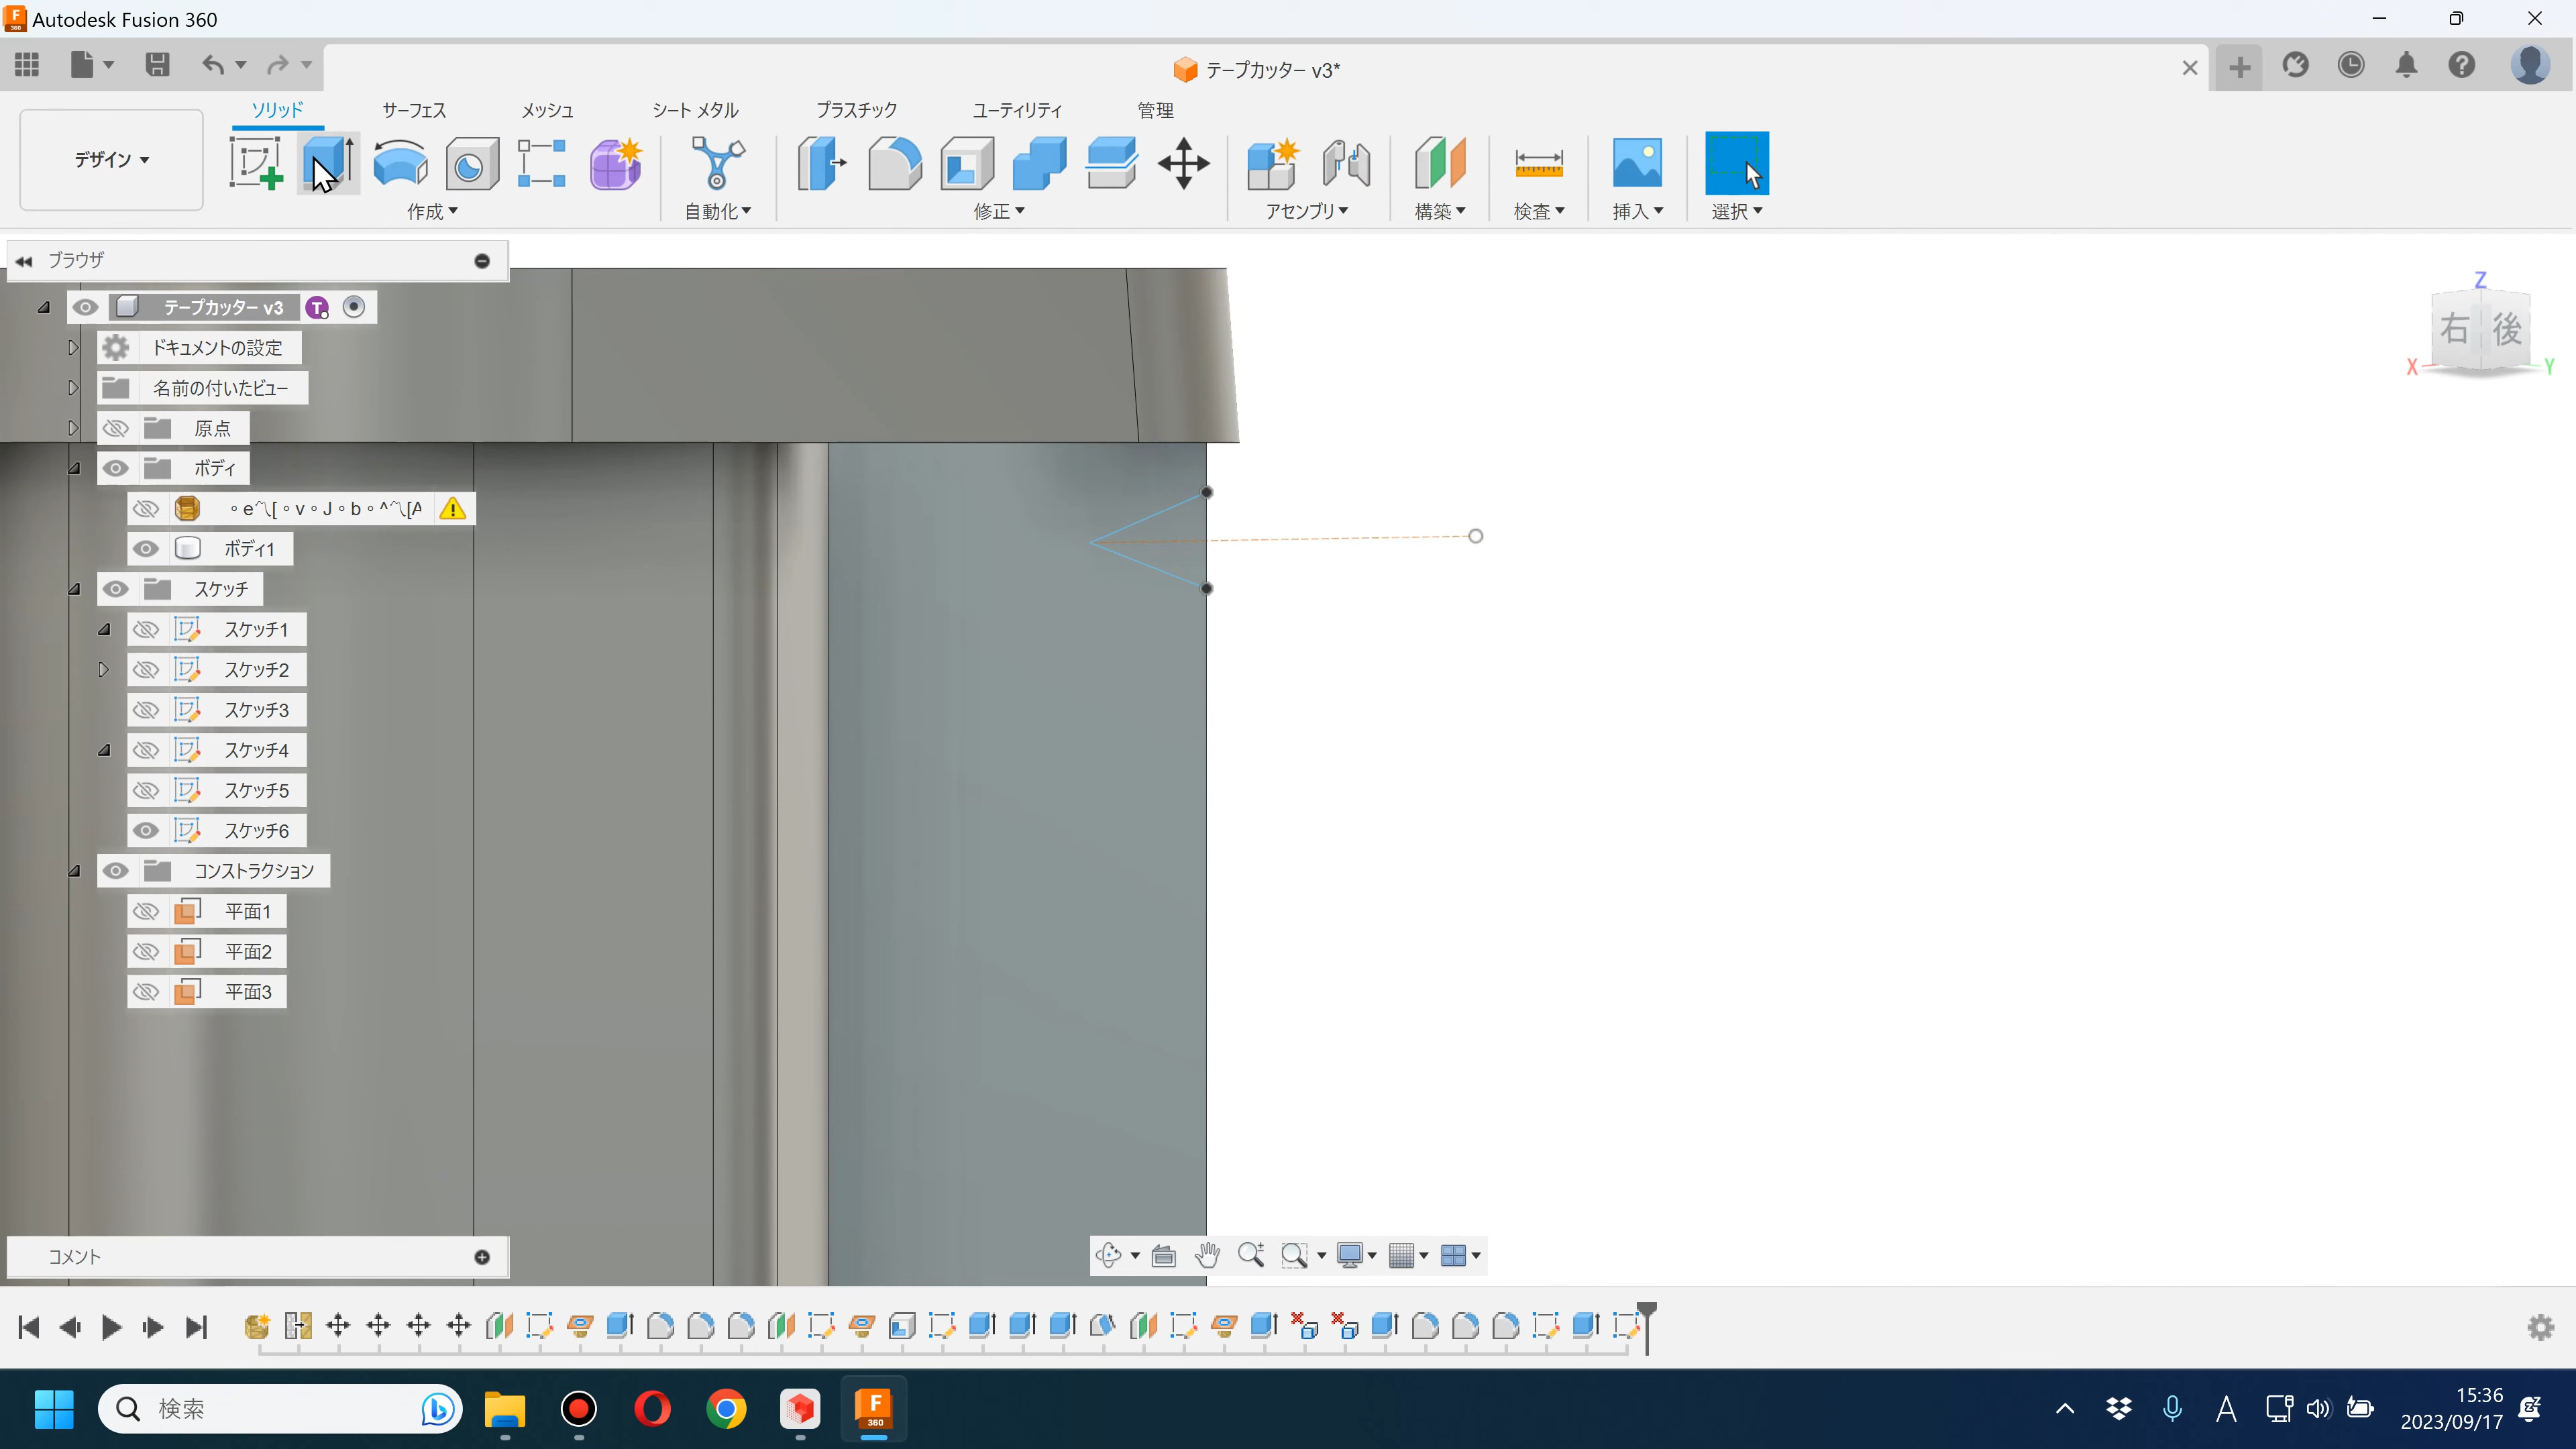 Autodesk Fusion 360
テープカッター v3*
ソリッド
サーフェス
メッシュ
シート メタル
プラスチック
ユーティリティ
管理
デザイン
作成
自動化
修正
アセンブリ
構築
検査
挿入
選択
ブラウザ
テープカッター v3
T
ドキュメントの設定
名前の付いたビュー
原点
ボディ
ボディ1
スケッチ
スケッチ1
スケッチ2
スケッチ3
スケッチ4
スケッチ5
スケッチ6
コンストラクション
平面1
平面2
平面3
Z
右
後
X
Y
コメント
検索
F
360
A
15:36
2023/09/17